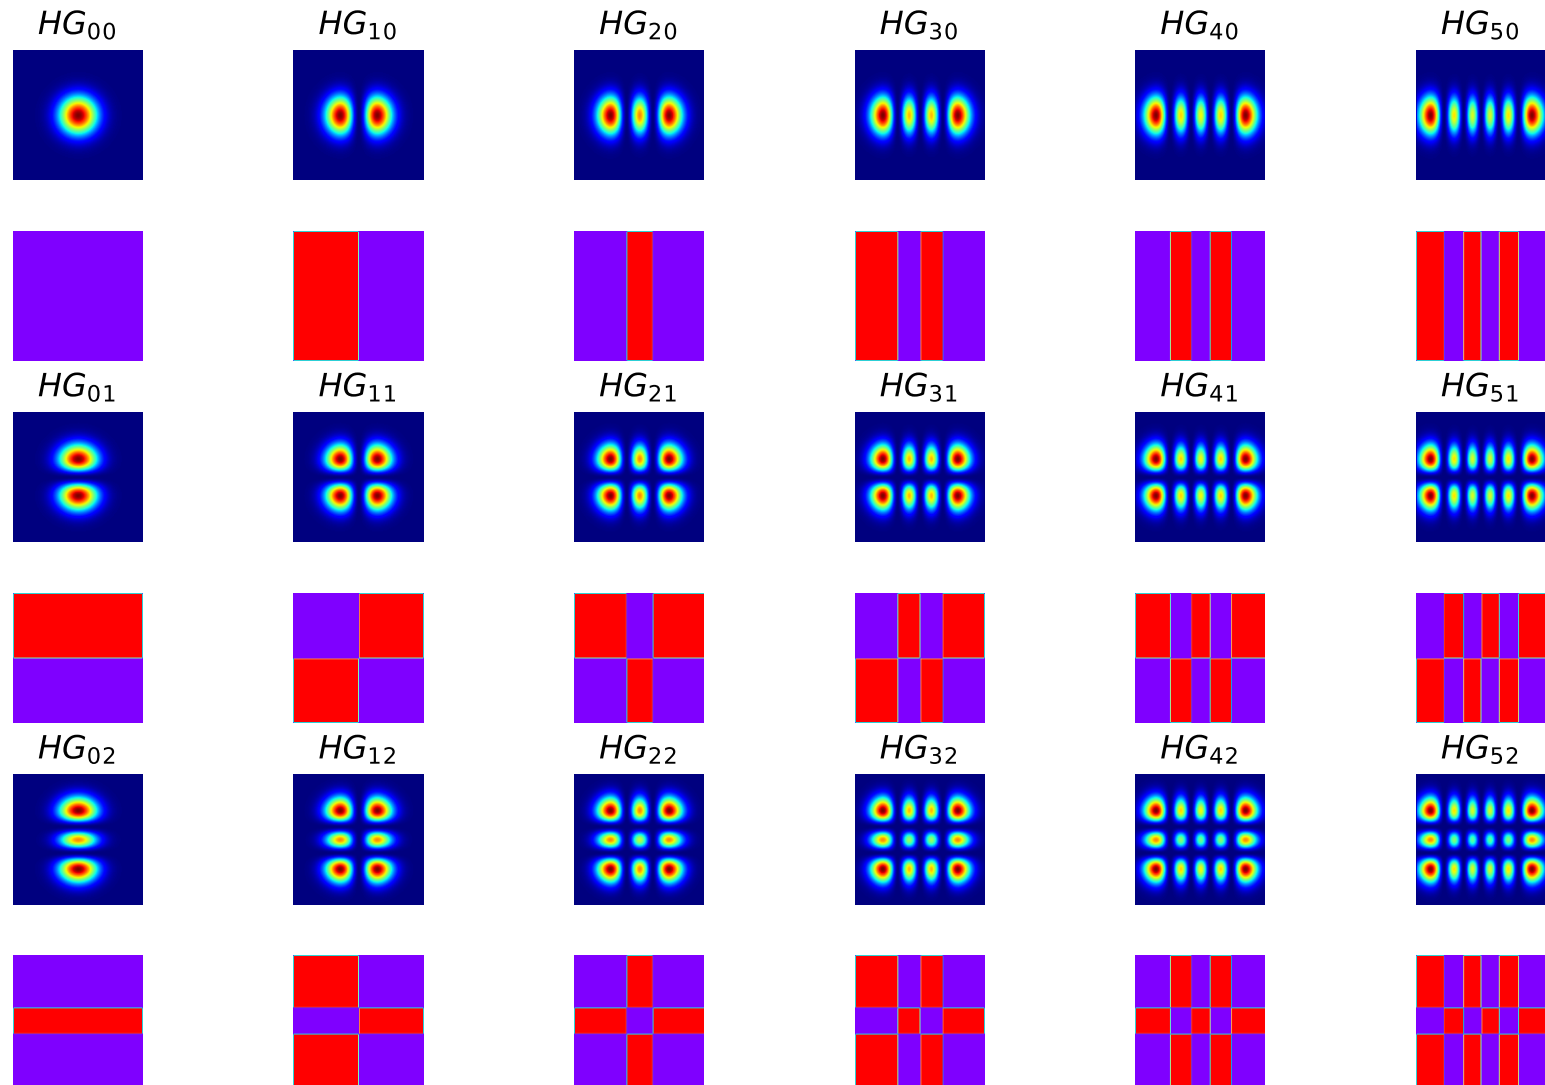 HG₀₀ HG₁₀ HG₂₀ HG₃₀ HG₄₀ HG₅₀
HG₀₁ HG₁₁ HG₂₁ HG₃₁ HG₄₁ HG₅₁
HG₀₂ HG₁₂ HG₂₂ HG₃₂ HG₄₂ HG₅₂